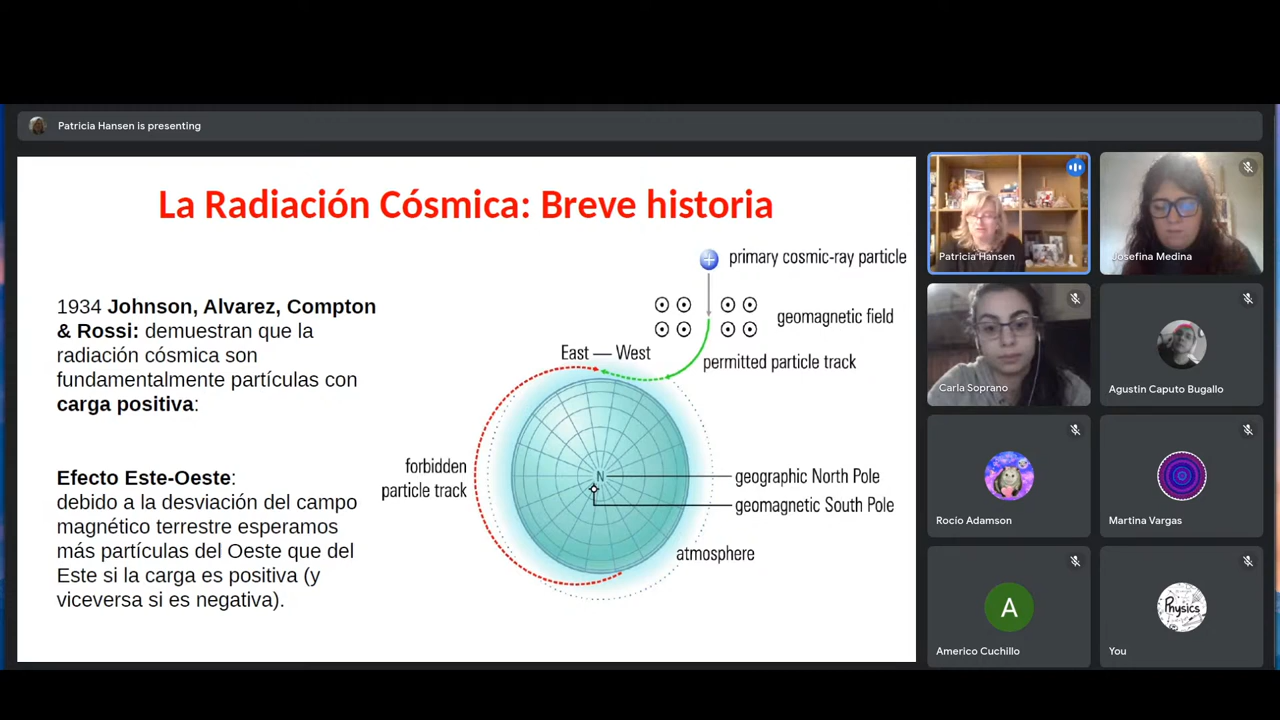 Patricia Hansen is presenting
La Radiación Cósmica: Breve historia
1934 Johnson, Alvarez, Compton
& Rossi: demuestran que la
radiación cósmica son
fundamentalmente partículas con
carga positiva:
Efecto Este-Oeste:
debido a la desviación del campo
magnético terrestre esperamos
más partículas del Oeste que del
Este si la carga es positiva (y
viceversa si es negativa).
primary cosmic-ray particle
geomagnetic field
East — West
permitted particle track
forbidden
particle track
N
geographic North Pole
geomagnetic South Pole
atmosphere
Patricia Hansen
Josefina Medina
Carla Soprano
Agustin Caputo Bugallo
Rocío Adamson
Martina Vargas
A
Americo Cuchillo
Physics
You